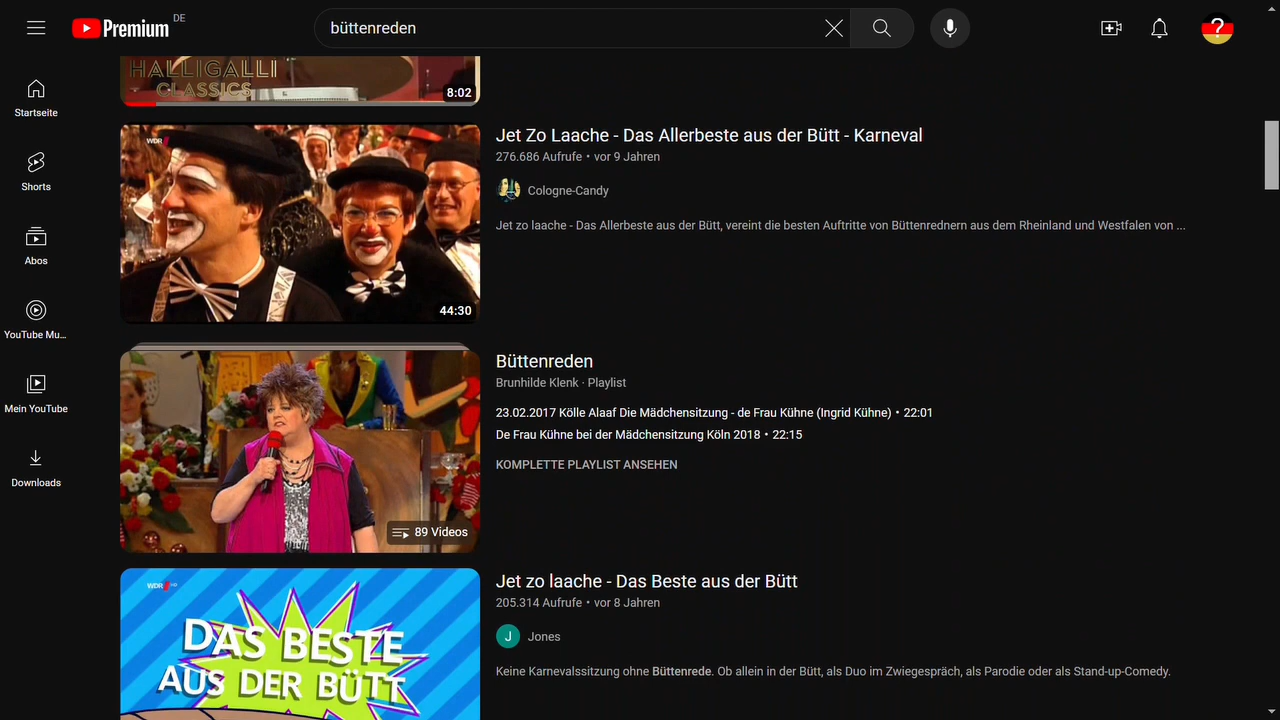 Premium DE
büttenreden
HALLIGALLI
CLASSICS
8:02
Startseite
Shorts
Abos
YouTube Mu...
Mein YouTube
Downloads
WDR
44:30
Jet Zo Laache - Das Allerbeste aus der Bütt - Karneval
276.686 Aufrufe • vor 9 Jahren
Cologne-Candy
Jet zo laache - Das Allerbeste aus der Bütt, vereint die besten Auftritte von Büttenrednern aus dem Rheinland und Westfalen von ...
89 Videos
Büttenreden
Brunhilde Klenk · Playlist
23.02.2017 Kölle Alaaf Die Mädchensitzung - de Frau Kühne (Ingrid Kühne) • 22:01
De Frau Kühne bei der Mädchensitzung Köln 2018 • 22:15
KOMPLETTE PLAYLIST ANSEHEN
WDR HD
DAS BESTE
AUS DER BÜTT
Jet zo laache - Das Beste aus der Bütt
205.314 Aufrufe • vor 8 Jahren
J Jones
Keine Karnevalssitzung ohne Büttenrede. Ob allein in der Bütt, als Duo im Zwiegespräch, als Parodie oder als Stand-up-Comedy.